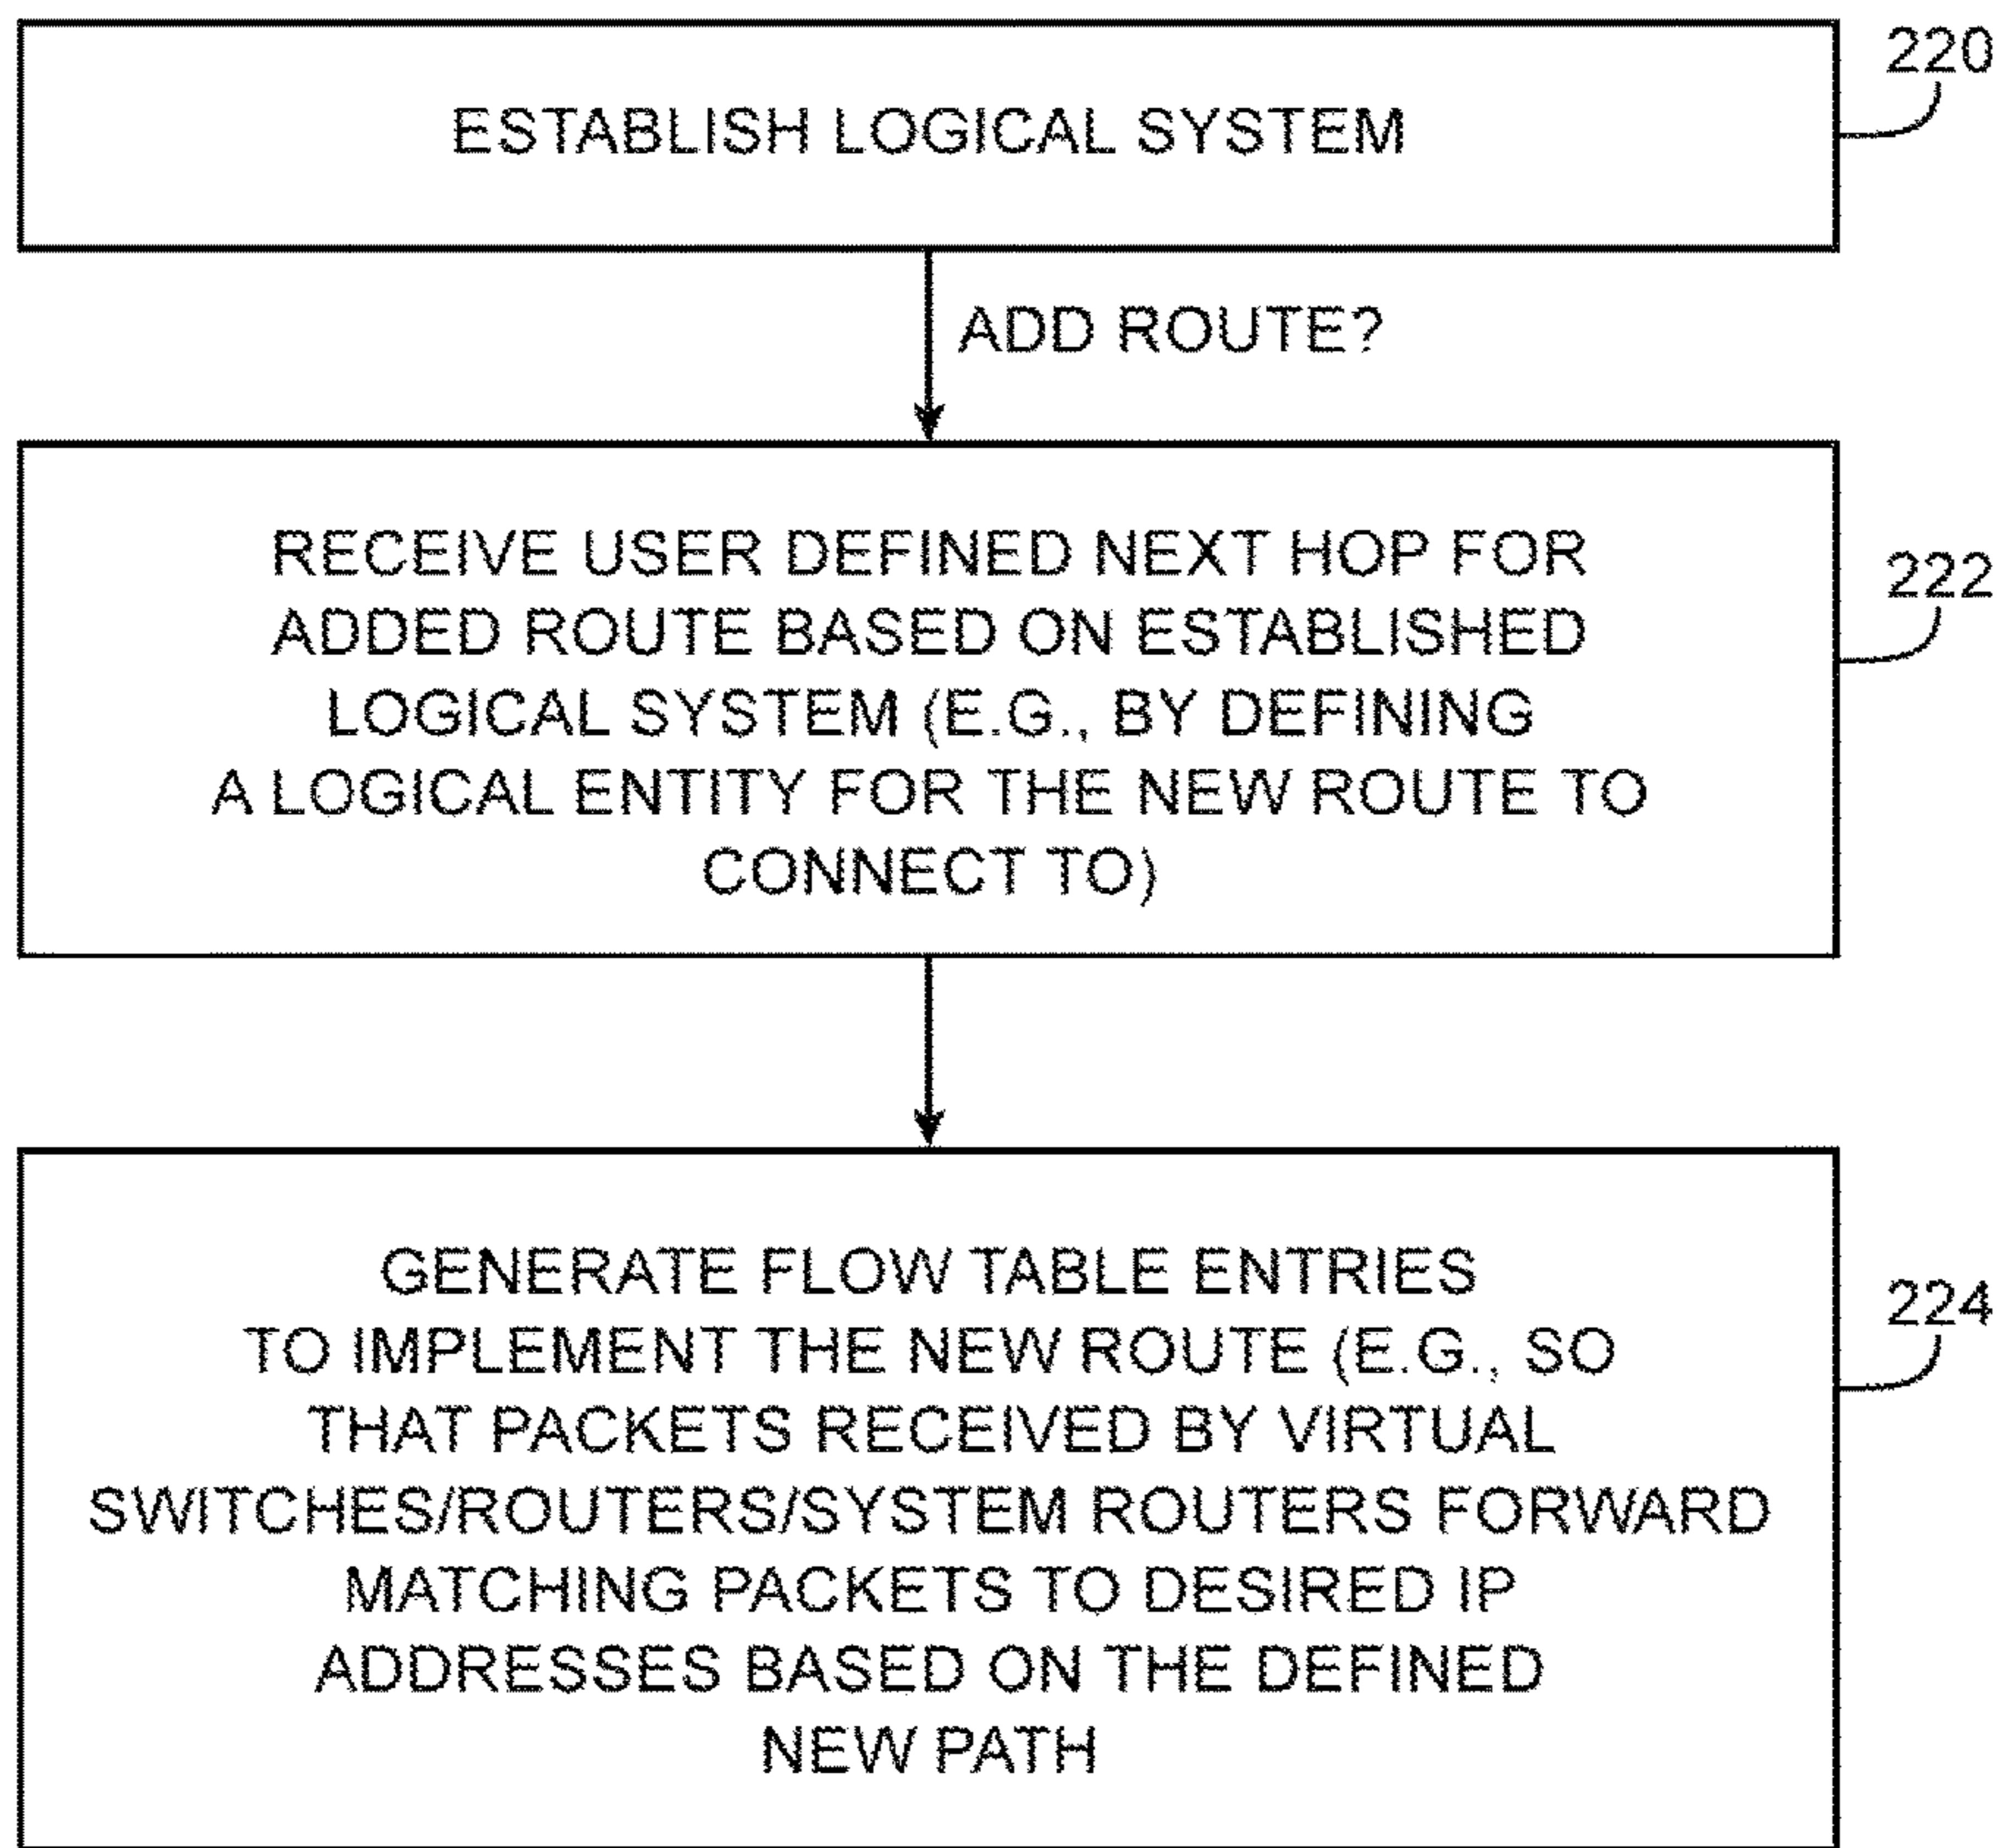 220
ESTABLISH LOGICAL SYSTEM
ADD ROUTE?
222
RECEIVE USER DEFINED NEXT HOP FOR
ADDED ROUTE BASED ON ESTABLISHED
LOGICAL SYSTEM (E.G., BY DEFINING
A LOGICAL ENTITY FOR THE NEW ROUTE TO
CONNECT TO)
224
GENERATE FLOW TABLE ENTRIES
TO IMPLEMENT THE NEW ROUTE (E.G., SO
THAT PACKETS RECEIVED BY VIRTUAL
SWITCHES/ROUTERS/SYSTEM ROUTERS FORWARD
MATCHING PACKETS TO DESIRED IP
ADDRESSES BASED ON THE DEFINED
NEW PATH